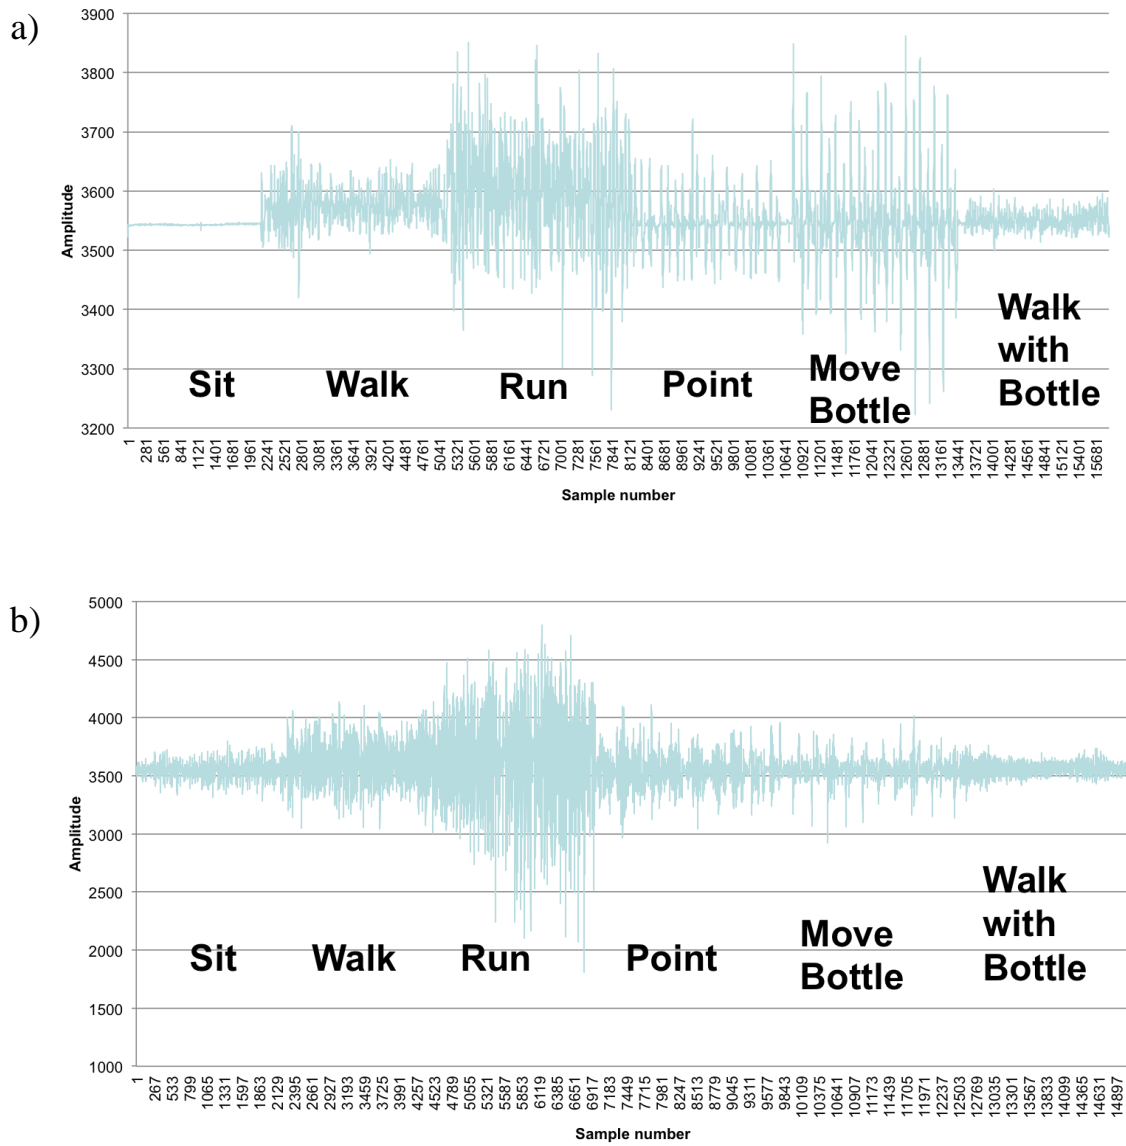 a)
3900
3800
3700
3600
3500
3400
3300
3200
Amplitude
Sit
Walk
Run
Point
Move
Bottle
Walk
with
Bottle
1 281 561 841 1121 1401 1681 1961 2241 2521 2801 3081 3361 3641 3921 4201 4481 4761 5041 5321 5601 5881 6161 6441 6721 7001 7281 7561 7841 8121 8401 8681 8961 9241 9521 9801 10081 10361 10641 10921 11201 11481 11761 12041 12321 12601 12881 13161 13441 13721 14001 14281 14561 14841 15121 15401 15681
Sample number
b)
5000
4500
4000
3500
3000
2500
2000
1500
1000
Amplitude
Sit
Walk
Run
Point
Move
Bottle
Walk
with
Bottle
1 267 533 799 1065 1331 1597 1863 2129 2395 2661 2927 3193 3459 3725 3991 4257 4523 4789 5055 5321 5587 5853 6119 6385 6651 6917 7183 7449 7715 7981 8247 8513 8779 9045 9311 9577 9843 10109 10375 10641 10907 11173 11439 11705 11971 12237 12503 12769 13035 13301 13567 13833 14099 14365 14631 14897
Sample number